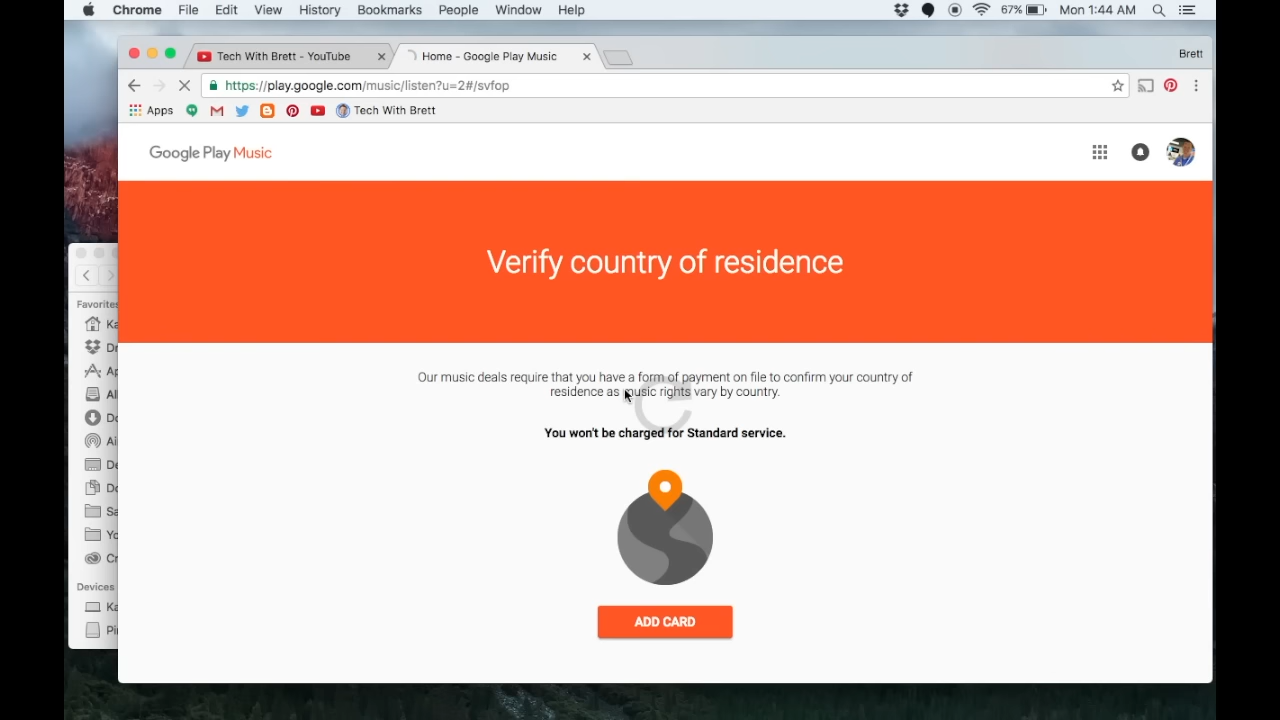 Chrome File Edit View History Bookmarks People Window Help 67% Mon 1:44 AM
Tech With Brett - YouTube Home - Google Play Music Brett
https://play.google.com/music/listen?u=2#/svfop
Apps Tech With Brett
Google Play Music
Verify country of residence
Our music deals require that you have a form of payment on file to confirm your country of
residence as music rights vary by country.
You won't be charged for Standard service.
ADD CARD
Favorites
Devices